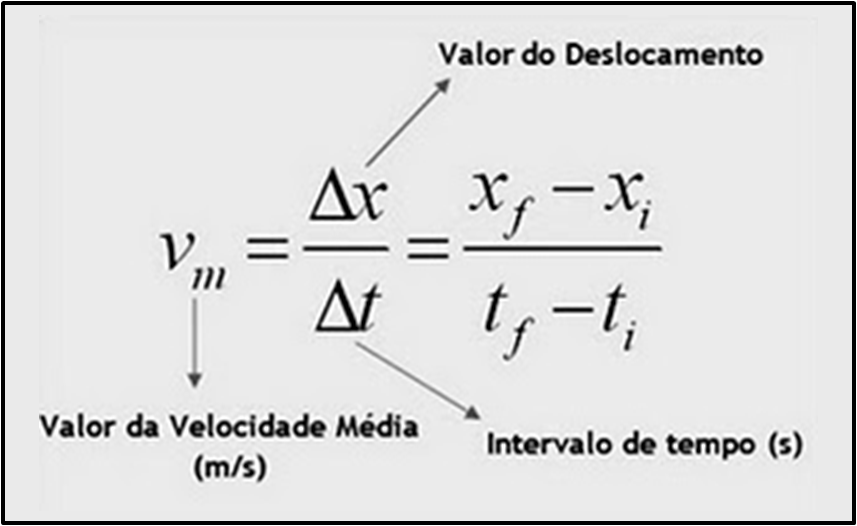 Valor do Deslocamento
v_m = Δx/Δt = (x_f − x_i)/(t_f − t_i)
Valor da Velocidade Média
(m/s)
Intervalo de tempo (s)